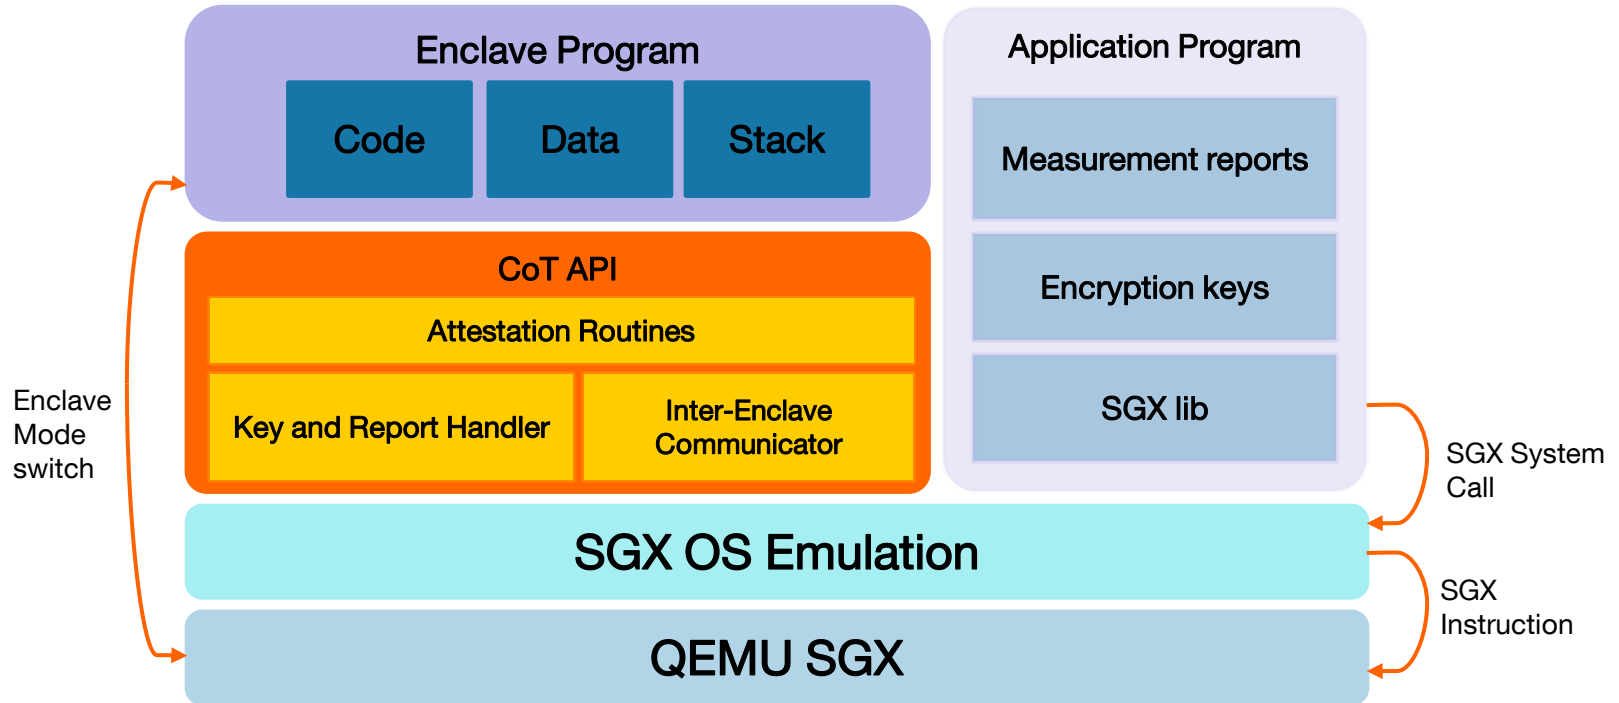 Enclave Program
Code
Data
Stack
Application Program
Measurement reports
Encryption keys
SGX lib
CoT API
Attestation Routines
Key and Report Handler
Inter-Enclave
Communicator
Enclave
Mode
switch
SGX System
Call
SGX OS Emulation
SGX
Instruction
QEMU SGX